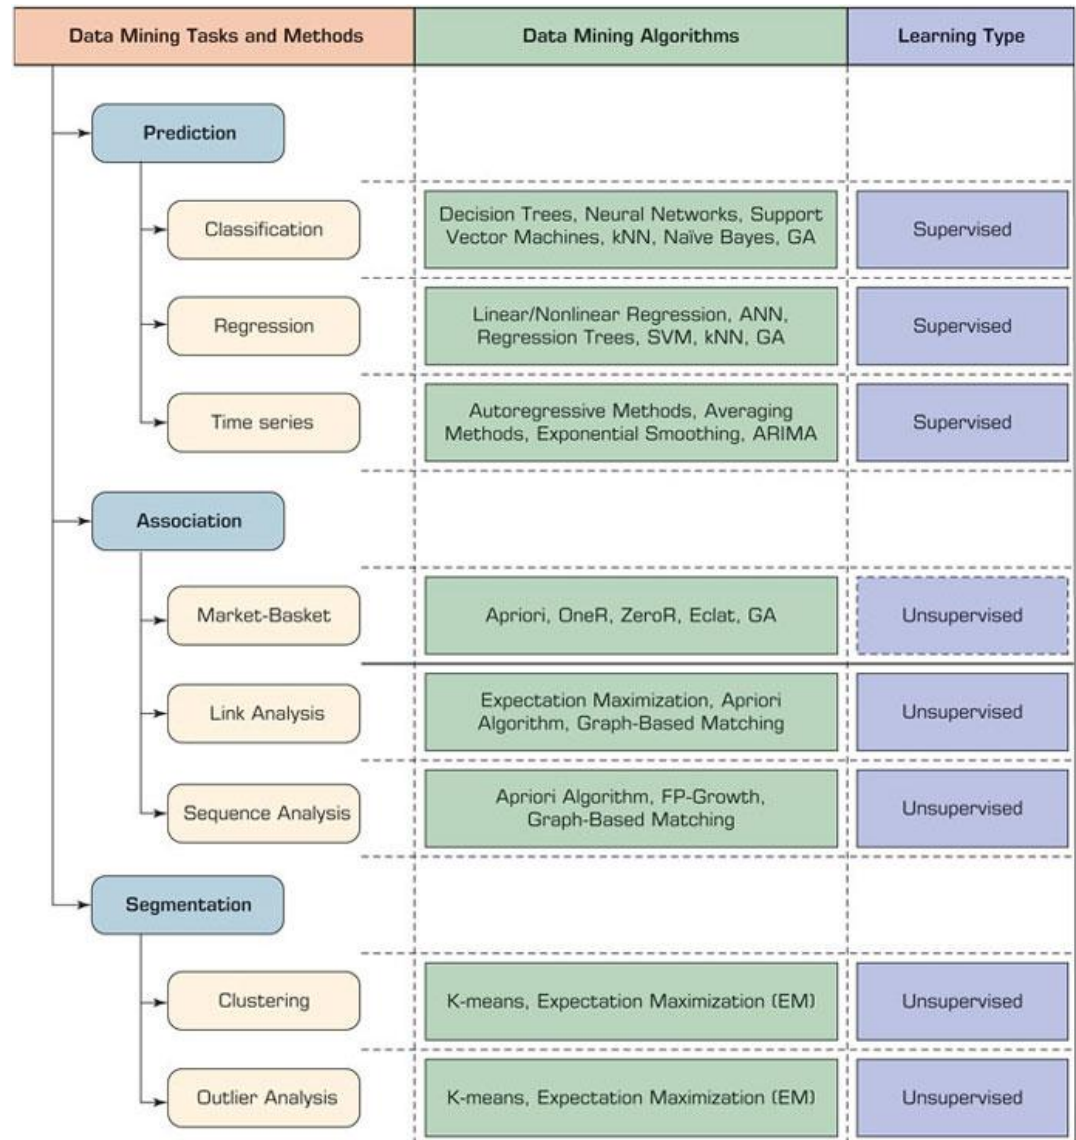 Data Mining Tasks and Methods
Data Mining Algorithms
Learning Type
Prediction
Classification
Decision Trees, Neural Networks, Support
Vector Machines, kNN, Naïve Bayes, GA
Supervised
Regression
Linear/Nonlinear Regression, ANN,
Regression Trees, SVM, kNN, GA
Supervised
Time series
Autoregressive Methods, Averaging
Methods, Exponential Smoothing, ARIMA
Supervised
Association
Market-Basket
Apriori, OneR, ZeroR, Eclat, GA
Unsupervised
Link Analysis
Expectation Maximization, Apriori
Algorithm, Graph-Based Matching
Unsupervised
Sequence Analysis
Apriori Algorithm, FP-Growth,
Graph-Based Matching
Unsupervised
Segmentation
Clustering
K-means, Expectation Maximization (EM)
Unsupervised
Outlier Analysis
K-means, Expectation Maximization (EM)
Unsupervised